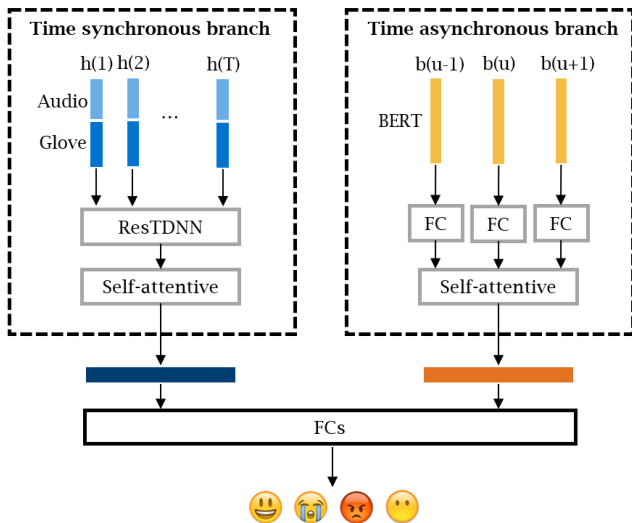 Time synchronous branch
h(1) h(2) h(T)
Audio
...
Glove
ResTDNN
Self-attentive
Time asynchronous branch
b(u-1) b(u) b(u+1)
BERT
FC FC FC
Self-attentive
FCs